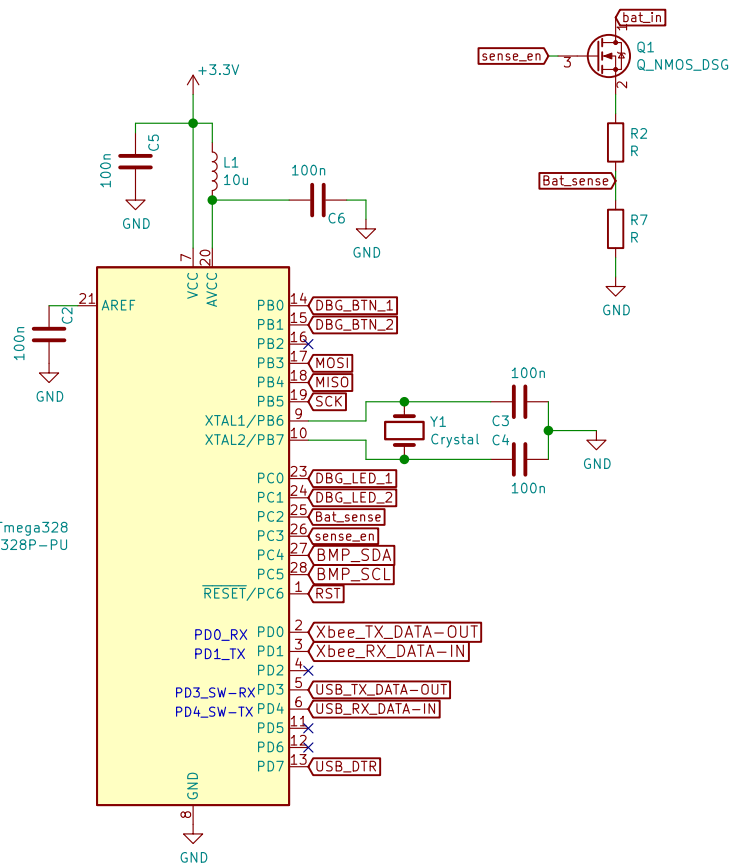 bat_in
1
sense_en
3
Q1
Q_NMOS_DSG
2
+3.3V
C5
100n
GND
L1
10u
100n
C6
GND
R2
R
Bat_sense
R7
R
GND
7
20
VCC
AVCC
21
AREF
C2
100n
GND
PB0 14 DBG_BTN_1
PB1 15 DBG_BTN_2
PB2 16
PB3 17 MOSI
PB4 18 MISO
PB5 19 SCK
XTAL1/PB6 9
XTAL2/PB7 10
100n
C3
Y1
Crystal
C4
100n
GND
PC0 23 DBG_LED_1
PC1 24 DBG_LED_2
PC2 25 Bat_sense
PC3 26 sense_en
PC4 27 BMP_SDA
PC5 28 BMP_SCL
RESET/PC6 1 RST
Tmega328
328P-PU
PD0_RX PD0 2 Xbee_TX_DATA-OUT
PD1_TX PD1 3 Xbee_RX_DATA-IN
PD2 4
PD3_SW-RX PD3 5 USB_TX_DATA-OUT
PD4_SW-TX PD4 6 USB_RX_DATA-IN
PD5 11
PD6 12
PD7 13 USB_DTR
GND
8
GND